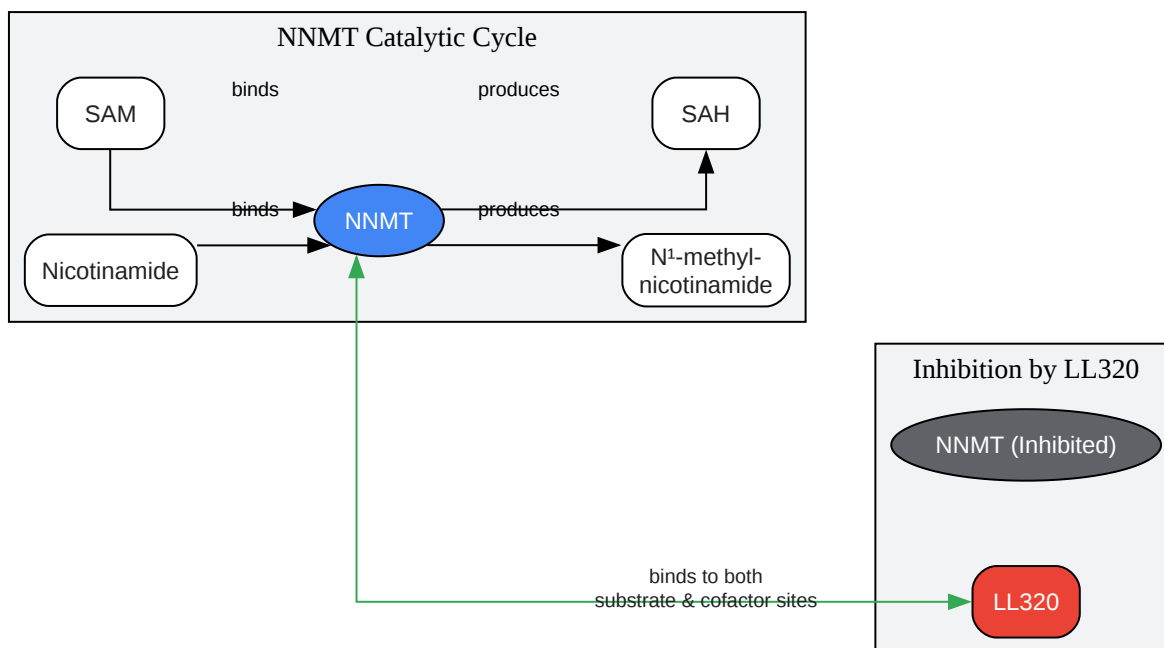 NNMT Catalytic Cycle
binds
produces
SAM
SAH
binds
produces
NNMT
Nicotinamide
N¹-methyl-
nicotinamide
Inhibition by LL320
NNMT (Inhibited)
binds to both
substrate & cofactor sites
LL320